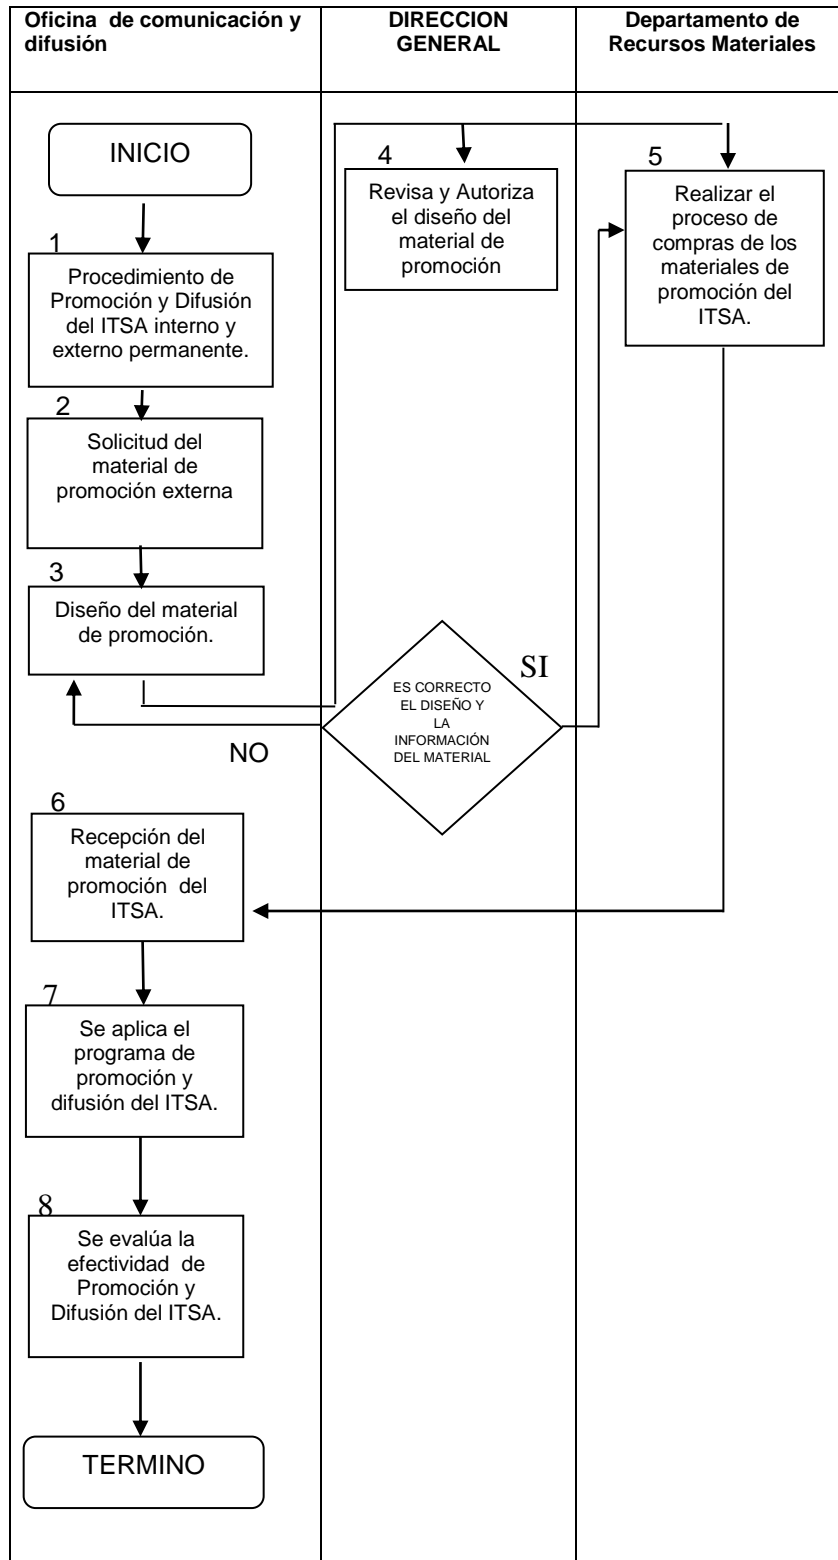 Oficina de comunicación y
difusión
DIRECCION
GENERAL
Departamento de
Recursos Materiales
INICIO
1
Procedimiento de
Promoción y Difusión
del ITSA interno y
externo permanente.
2
Solicitud del
material de
promoción externa
3
Diseño del material
de promoción.
4
Revisa y Autoriza
el diseño del
material de
promoción
5
Realizar el
proceso de
compras de los
materiales de
promoción del
ITSA.
ES CORRECTO
EL DISEÑO Y
LA
INFORMACIÓN
DEL MATERIAL
SI
NO
6
Recepción del
material de
promoción del
ITSA.
7
Se aplica el
programa de
promoción y
difusión del ITSA.
8
Se evalúa la
efectividad de
Promoción y
Difusión del ITSA.
TERMINO